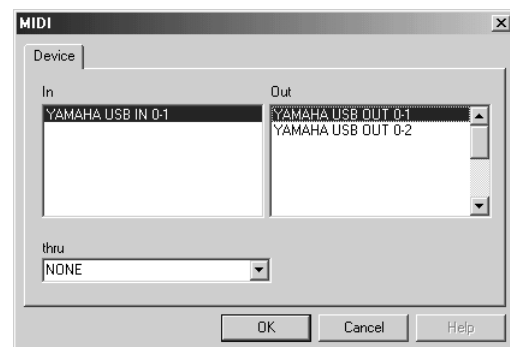 MIDI
Device
In
Out
YAMAHA USB IN 0-1
YAMAHA USB OUT 0-1
YAMAHA USB OUT 0-2
thru
NONE
OK
Cancel
Help